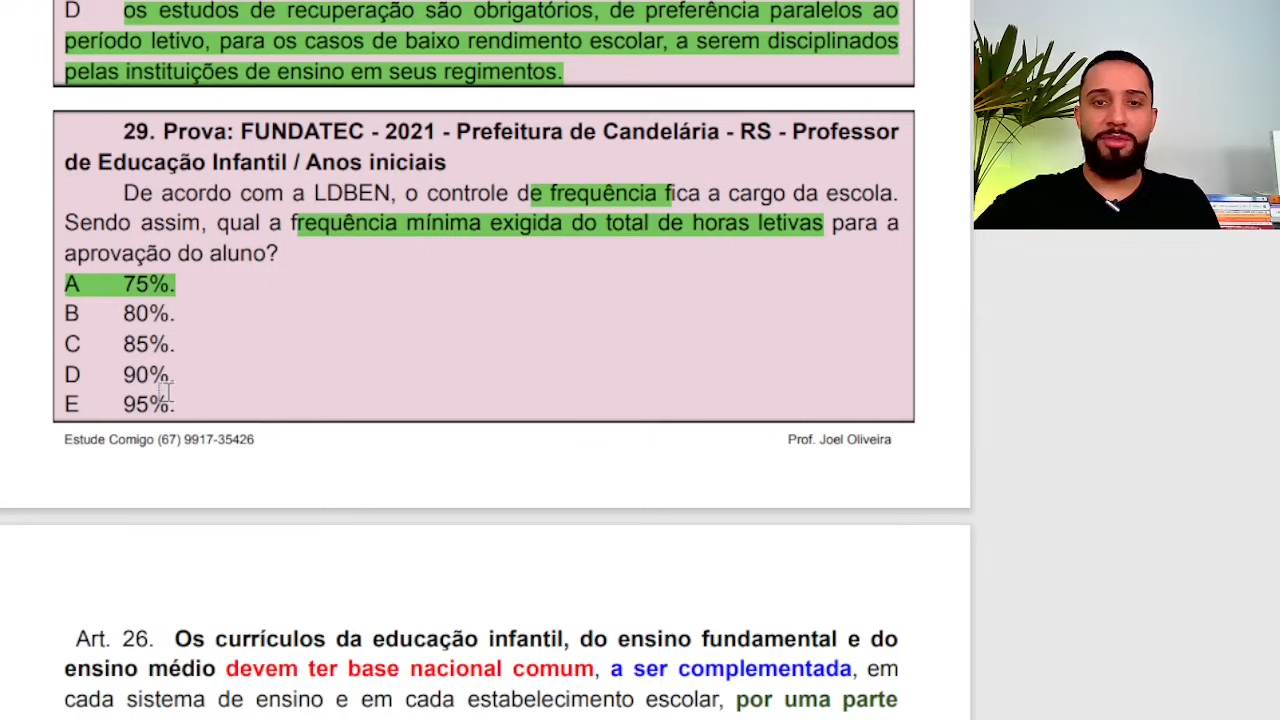 D os estudos de recuperação são obrigatórios, de preferência paralelos ao
período letivo, para os casos de baixo rendimento escolar, a serem disciplinados
pelas instituições de ensino em seus regimentos.
29. Prova: FUNDATEC - 2021 - Prefeitura de Candelária - RS - Professor
de Educação Infantil / Anos iniciais
De acordo com a LDBEN, o controle de frequência fica a cargo da escola.
Sendo assim, qual a frequência mínima exigida do total de horas letivas para a
aprovação do aluno?
A 75%.
B 80%.
C 85%.
D 90%.
E 95%.
Estude Comigo (67) 9917-35426 Prof. Joel Oliveira
Art. 26. Os currículos da educação infantil, do ensino fundamental e do
ensino médio devem ter base nacional comum, a ser complementada, em
cada sistema de ensino e em cada estabelecimento escolar, por uma parte